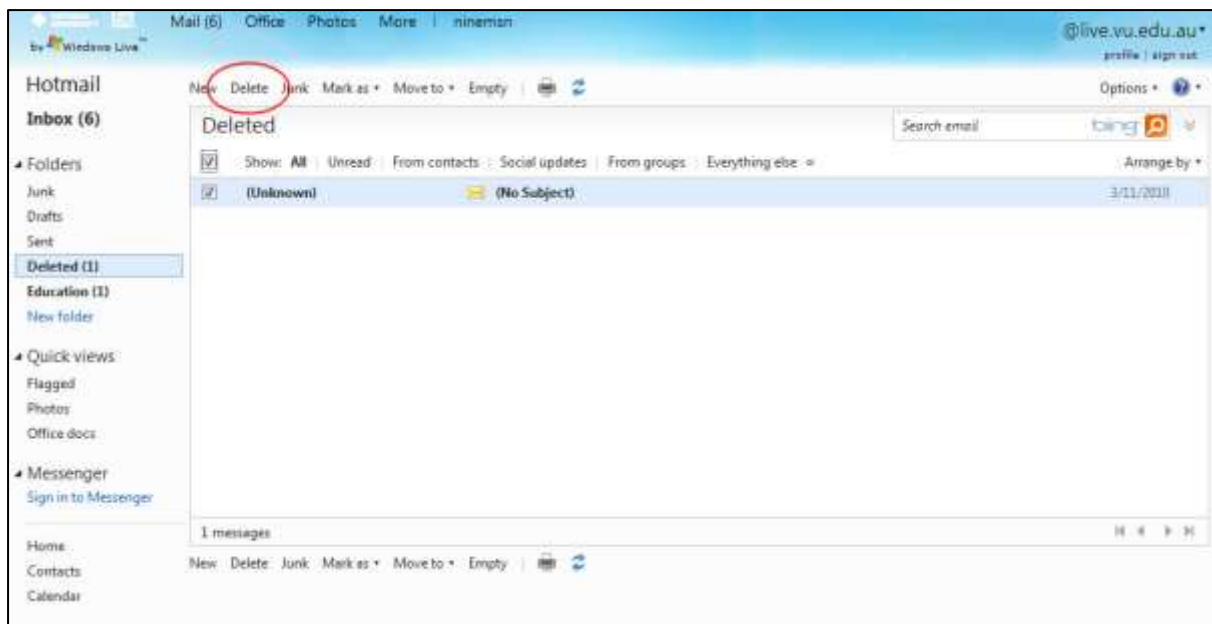 Mail (6) Office Photos More | nineman
by Windows Live™
@live.vu.edu.au
profile | sign out
Hotmail
New Delete Junk Mark as Move to Empty
Options
Inbox (6)
Deleted
Search email
bing
Folders
Show: All Unread From contacts Social updates From groups Everything else
Arrange by
Junk
(Unknown) (No Subject) 3/11/2010
Drafts
Sent
Deleted (1)
Education (1)
New folder
Quick views
Flagged
Photos
Office docs
Messenger
Sign in to Messenger
1 messages
Home
Contacts
Calendar
New Delete Junk Mark as Move to Empty